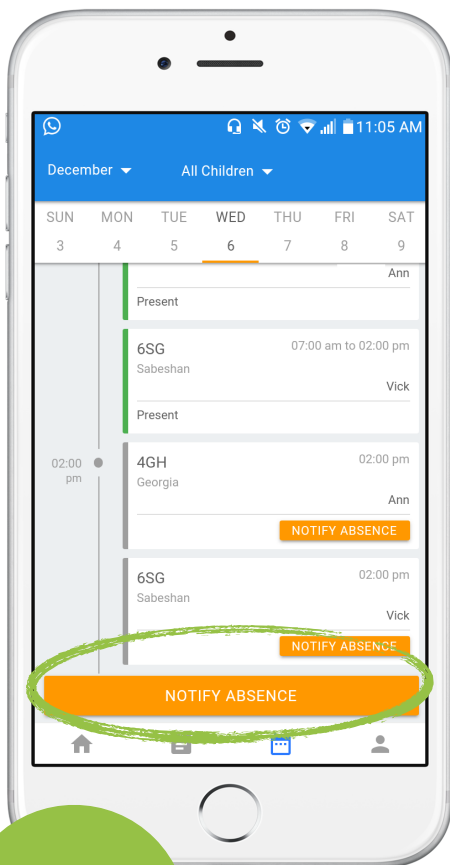 11:05 AM
December All Children
SUN MON TUE WED THU FRI SAT
3 4 5 6 7 8 9
Ann
Present
6SG 07:00 am to 02:00 pm
Sabeshan
Vick
Present
02:00 pm
4GH 02:00 pm
Georgia
Ann
NOTIFY ABSENCE
6SG 02:00 pm
Sabeshan
Vick
NOTIFY ABSENCE
NOTIFY ABSENCE